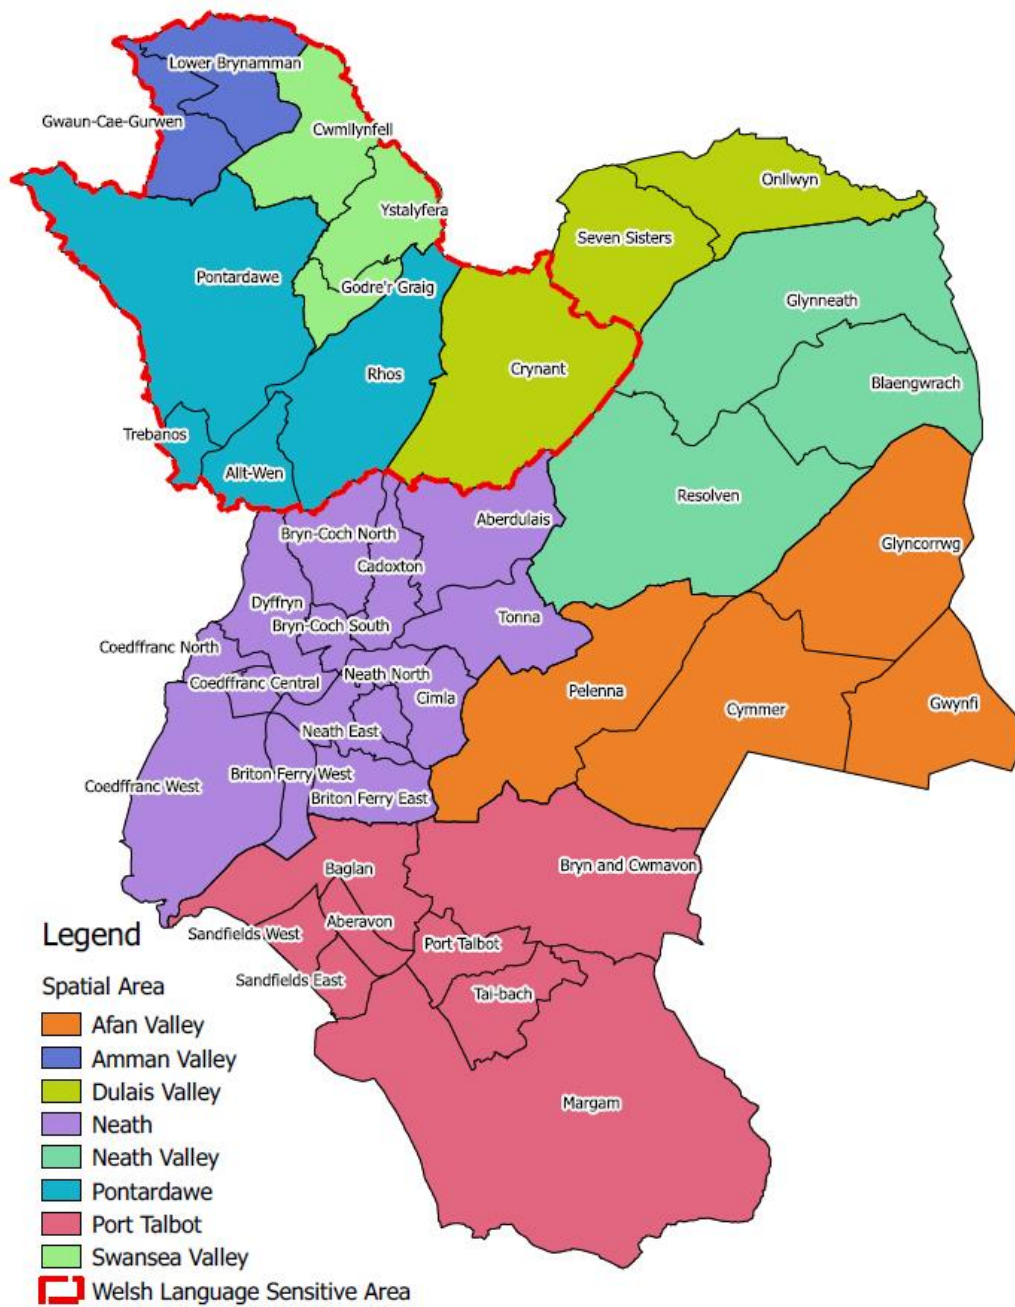 Lower Brynamman
Gwaun-Cae-Gurwen
Cwmllynfell
Onllwyn
Ystalyfera
Seven Sisters
Pontardawe
Godre'r Graig
Glynneath
Rhos
Crynant
Blaengwrach
Trebanos
Allt-Wen
Resolven
Aberdulais
Bryn-Coch North
Glyncorrwg
Cadoxton
Dyffryn
Tonna
Bryn-Coch South
Coedffranc North
Neath North
Coedffranc Central
Cimla
Pelenna
Gwynfi
Cymmer
Neath East
Briton Ferry West
Coedffranc West
Briton Ferry East
Baglan
Bryn and Cwmavon
Aberavon
Sandfields West
Port Talbot
Sandfields East
Tai-bach
Margam
Legend
Spatial Area
Afan Valley
Amman Valley
Dulais Valley
Neath
Neath Valley
Pontardawe
Port Talbot
Swansea Valley
Welsh Language Sensitive Area